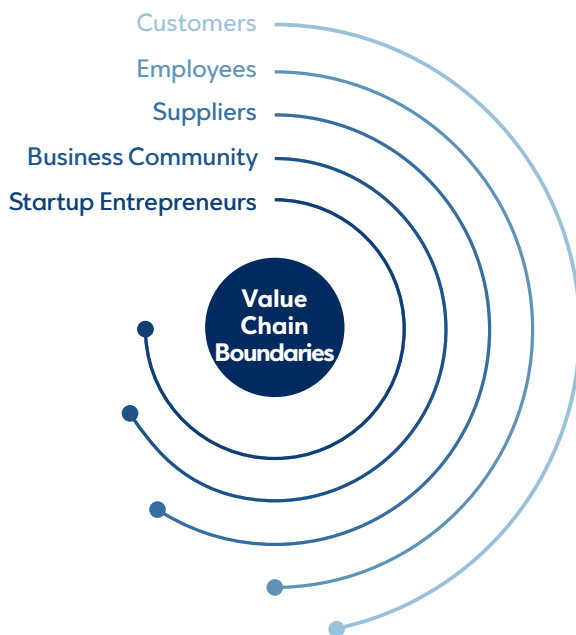 Customers
Employees
Suppliers
Business Community
Startup Entrepreneurs
Value
Chain
Boundaries